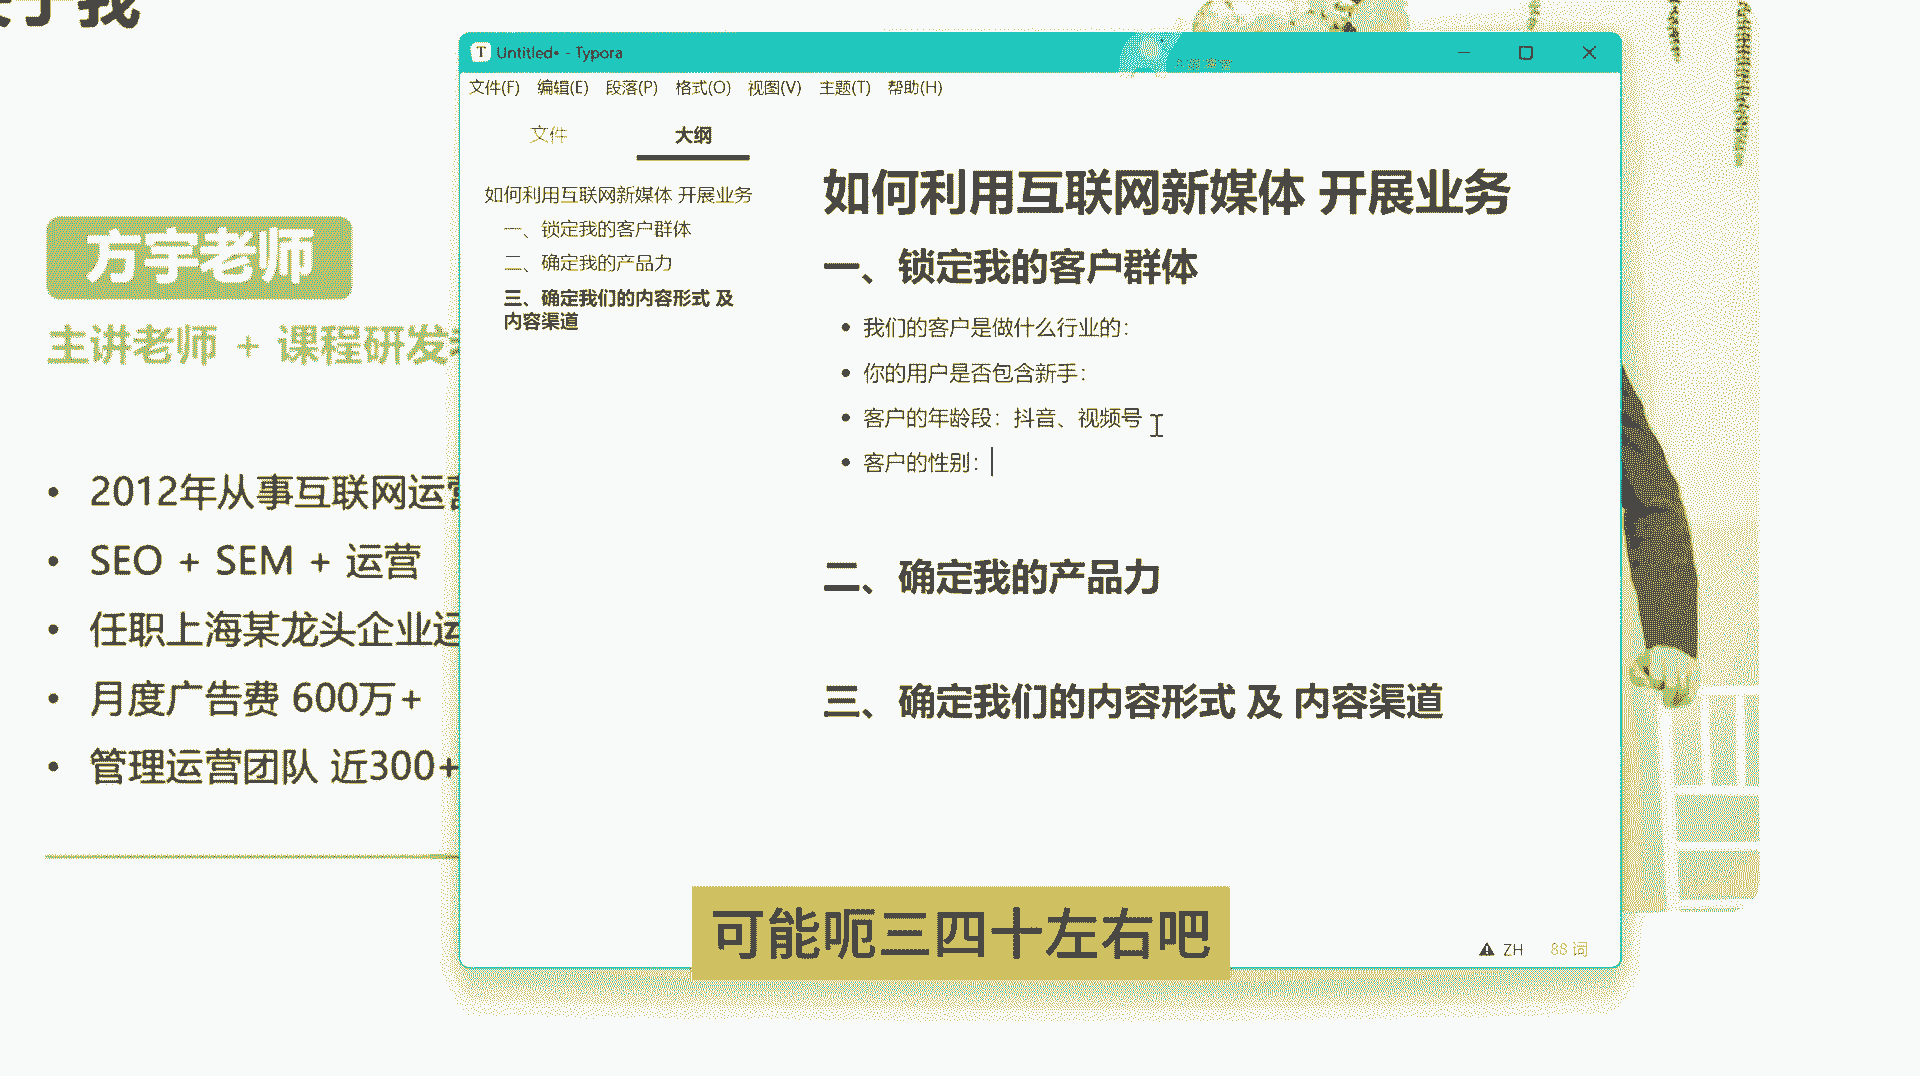 于我
方宇老师
主讲老师 + 课程研发
2012年从事互联网运营
SEO + SEM + 运营
任职上海某龙头企业运
月度广告费 600万+
管理运营团队 近300+
Untitled• - Typora
文件(F) 编辑(E) 段落(P) 格式(O) 视图(V) 主题(T) 帮助(H)
文件 大纲
如何利用互联网新媒体 开展业务
一、锁定我的客户群体
二、确定我的产品力
三、确定我们的内容形式 及
内容渠道
如何利用互联网新媒体 开展业务
一、锁定我的客户群体
我们的客户是做什么行业的：
你的用户是否包含新手：
客户的年龄段：抖音、视频号
客户的性别：
二、确定我的产品力
三、确定我们的内容形式 及 内容渠道
可能呃三四十左右吧
ZH 88 词